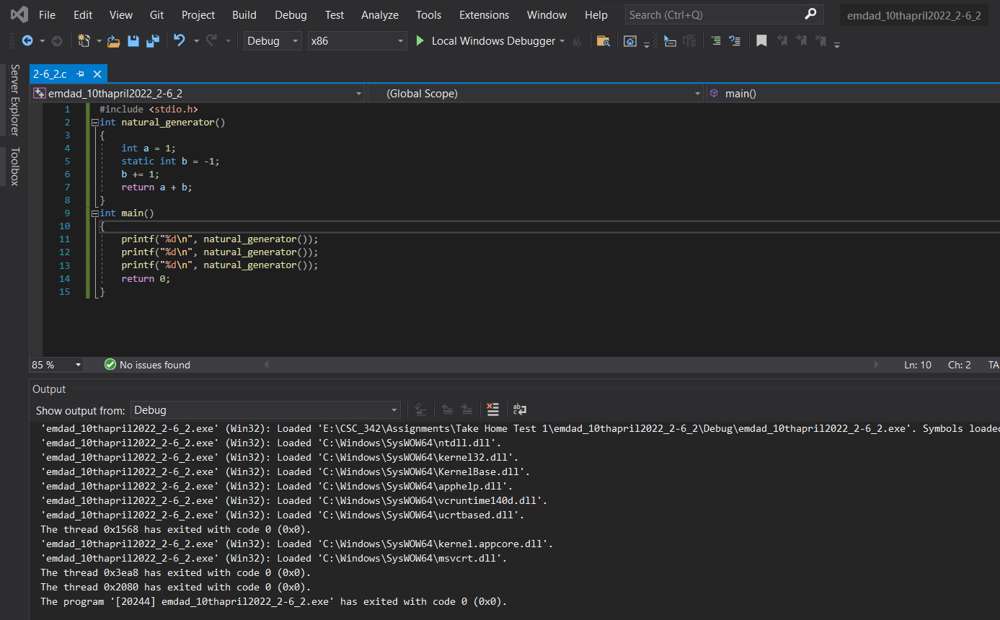 File Edit View Git Project Build Debug Test Analyze Tools Extensions Window Help Search (Ctrl+Q) emdad_10thapril2022_2-6_2
Debug x86 Local Windows Debugger
Server Explorer
Toolbox
2-6_2.c
emdad_10thapril2022_2-6_2 (Global Scope) main()
1 #include <stdio.h>
2 int natural_generator()
3 {
4 int a = 1;
5 static int b = -1;
6 b += 1;
7 return a + b;
8 }
9 int main()
10 {
11 printf("%d\n", natural_generator());
12 printf("%d\n", natural_generator());
13 printf("%d\n", natural_generator());
14 return 0;
15 }
85 % No issues found Ln: 10 Ch: 2 TA
Output
Show output from: Debug
'emdad_10thapril2022_2-6_2.exe' (Win32): Loaded 'E:\CSC_342\Assignments\Take Home Test 1\emdad_10thapril2022_2-6_2\Debug\emdad_10thapril2022_2-6_2.exe'. Symbols loaded
'emdad_10thapril2022_2-6_2.exe' (Win32): Loaded 'C:\Windows\SysWOW64\ntdll.dll'.
'emdad_10thapril2022_2-6_2.exe' (Win32): Loaded 'C:\Windows\SysWOW64\kernel32.dll'.
'emdad_10thapril2022_2-6_2.exe' (Win32): Loaded 'C:\Windows\SysWOW64\KernelBase.dll'.
'emdad_10thapril2022_2-6_2.exe' (Win32): Loaded 'C:\Windows\SysWOW64\apphelp.dll'.
'emdad_10thapril2022_2-6_2.exe' (Win32): Loaded 'C:\Windows\SysWOW64\vcruntime140d.dll'.
'emdad_10thapril2022_2-6_2.exe' (Win32): Loaded 'C:\Windows\SysWOW64\ucrtbased.dll'.
The thread 0x1568 has exited with code 0 (0x0).
'emdad_10thapril2022_2-6_2.exe' (Win32): Loaded 'C:\Windows\SysWOW64\kernel.appcore.dll'.
'emdad_10thapril2022_2-6_2.exe' (Win32): Loaded 'C:\Windows\SysWOW64\msvcrt.dll'.
The thread 0x3ea8 has exited with code 0 (0x0).
The thread 0x2080 has exited with code 0 (0x0).
The program '[20244] emdad_10thapril2022_2-6_2.exe' has exited with code 0 (0x0).